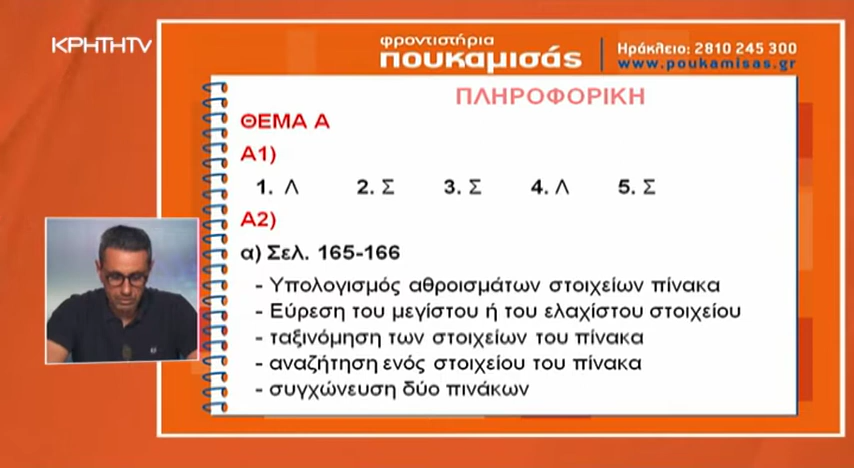 ΚΡΗΤΗTV
φροντιστήρια
πουκαμισάς
Ηράκλειο: 2810 245 300
www.poukamisas.gr
ΠΛΗΡΟΦΟΡΙΚΗ
ΘΕΜΑ Α
Α1)
1. Λ 2. Σ 3. Σ 4. Λ 5. Σ
Α2)
α) Σελ. 165-166
- Υπολογισμός αθροισμάτων στοιχείων πίνακα
- Εύρεση του μεγίστου ή του ελαχίστου στοιχείου
- ταξινόμηση των στοιχείων του πίνακα
- αναζήτηση ενός στοιχείου του πίνακα
- συγχώνευση δύο πινάκων